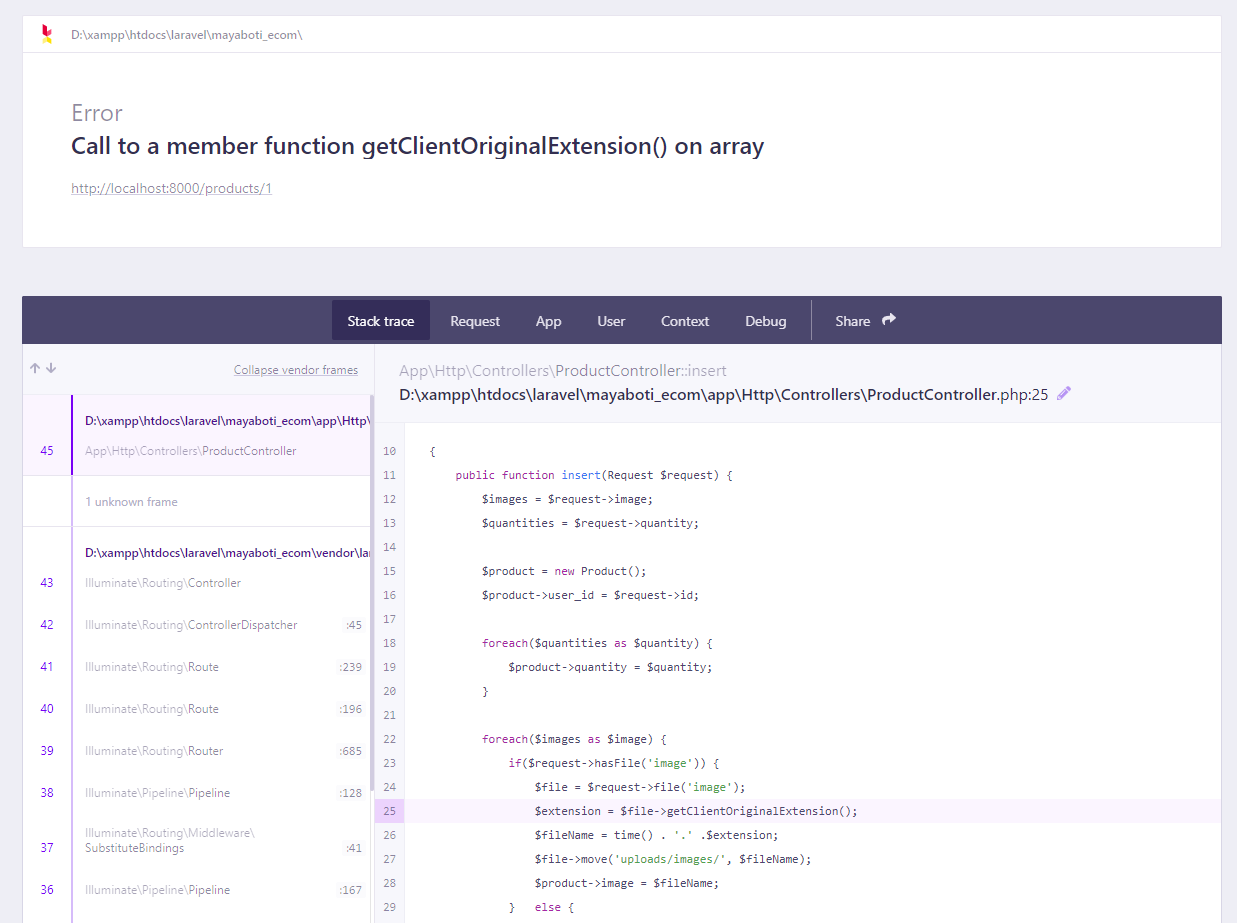 D:\xampp\htdocs\laravel\mayaboti_ecom\
Error
Call to a member function getClientOriginalExtension() on array
http://localhost:8000/products/1
Stack trace Request App User Context Debug Share
Collapse vendor frames
D:\xampp\htdocs\laravel\mayaboti_ecom\app\Http\
45 App\Http\Controllers\ProductController
1 unknown frame
D:\xampp\htdocs\laravel\mayaboti_ecom\vendor\la
43 Illuminate\Routing\Controller
42 Illuminate\Routing\ControllerDispatcher :45
41 Illuminate\Routing\Route :239
40 Illuminate\Routing\Route :196
39 Illuminate\Routing\Router :685
38 Illuminate\Pipeline\Pipeline :128
Illuminate\Routing\Middleware\
37 SubstituteBindings :41
36 Illuminate\Pipeline\Pipeline :167
App\Http\Controllers\ProductController::insert
D:\xampp\htdocs\laravel\mayaboti_ecom\app\Http\Controllers\ProductController.php:25
10 {
11 public function insert(Request $request) {
12 $images = $request->image;
13 $quantities = $request->quantity;
14
15 $product = new Product();
16 $product->user_id = $request->id;
17
18 foreach($quantities as $quantity) {
19 $product->quantity = $quantity;
20 }
21
22 foreach($images as $image) {
23 if($request->hasFile('image')) {
24 $file = $request->file('image');
25 $extension = $file->getClientOriginalExtension();
26 $fileName = time() . '.' .$extension;
27 $file->move('uploads/images/', $fileName);
28 $product->image = $fileName;
29 } else {